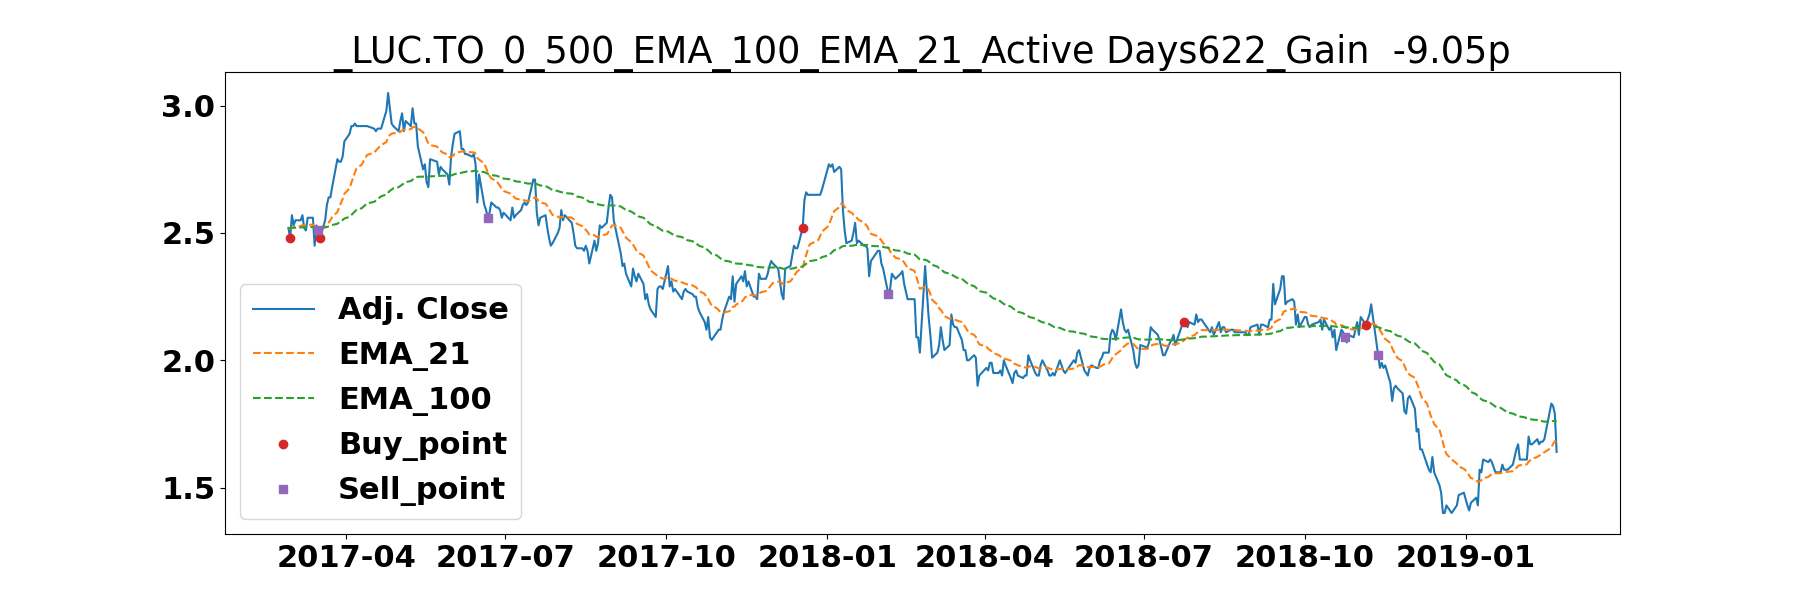 _LUC.TO_0_500_EMA_100_EMA_21_Active Days622_Gain  -9.05p
3.0
2.5
2.0
1.5
Adj. Close
EMA_21
EMA_100
Buy_point
Sell_point
2017-04 2017-07 2017-10 2018-01 2018-04 2018-07 2018-10 2019-01